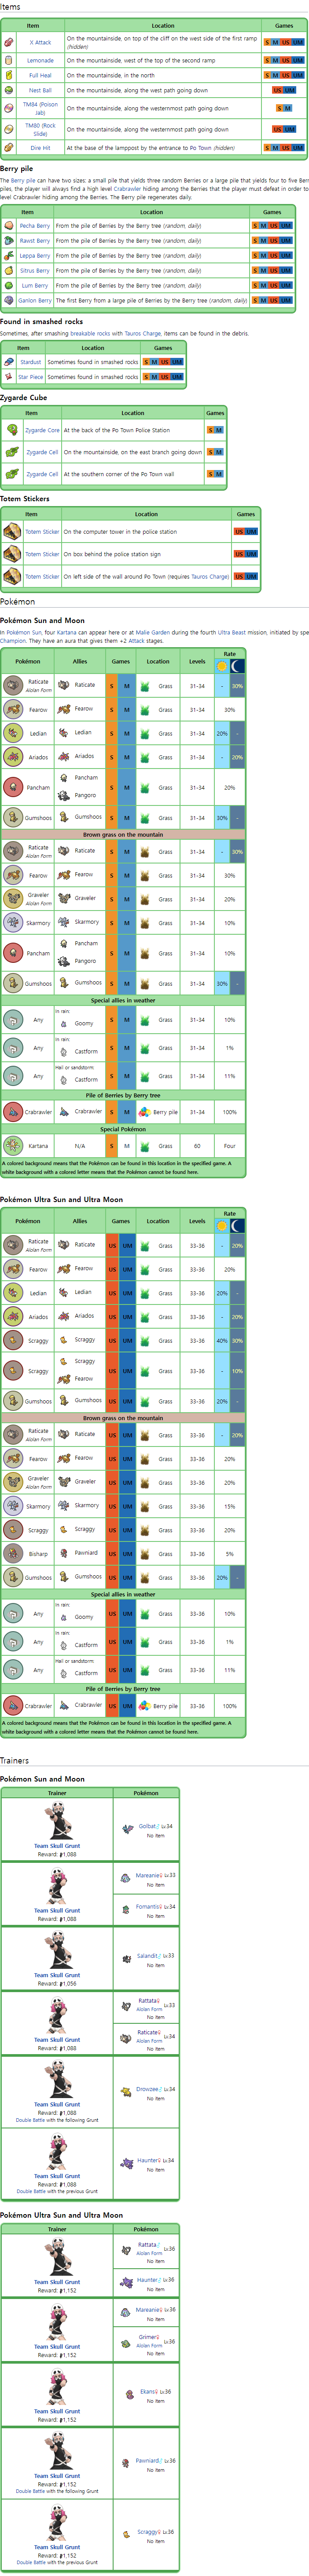 Items
Item Location Games
X Attack On the mountainside, on top of the cliff on the west side of the first ramp (hidden) S M US UM
Lemonade On the mountainside, west of the top of the second ramp S M US UM
Full Heal On the mountainside, in the north S M US UM
Nest Ball On the mountainside, along the west path going down US UM
TM84 (Poison Jab) On the mountainside, along the westernmost path going down S M
TM80 (Rock Slide) On the mountainside, along the westernmost path going down US UM
Dire Hit At the base of the lamppost by the entrance to Po Town (hidden) S M US UM
Berry pile
The Berry pile can have two sizes: a small pile that yields three random Berries or a large pile that yields four to five Berr
piles, the player will always find a high level Crabrawler hiding among the Berries that the player must defeat in order to
level Crabrawler hiding among the Berries. The Berry pile regenerates daily.
Item Location Games
Pecha Berry From the pile of Berries by the Berry tree (random, daily) S M US UM
Rawst Berry From the pile of Berries by the Berry tree (random, daily) S M US UM
Leppa Berry From the pile of Berries by the Berry tree (random, daily) S M US UM
Sitrus Berry From the pile of Berries by the Berry tree (random, daily) S M US UM
Lum Berry From the pile of Berries by the Berry tree (random, daily) S M US UM
Ganlon Berry The first Berry from a large pile of Berries by the Berry tree (random, daily) S M US UM
Found in smashed rocks
Sometimes, after smashing breakable rocks with Tauros Charge, items can be found in the debris.
Item Location Games
Stardust Sometimes found in smashed rocks S M US UM
Star Piece Sometimes found in smashed rocks S M US UM
Zygarde Cube
Item Location Games
Zygarde Core At the back of the Po Town Police Station S M
Zygarde Cell On the mountainside, on the east branch going down S M
Zygarde Cell At the southern corner of the Po Town wall S M
Totem Stickers
Item Location Games
Totem Sticker On the computer tower in the police station US UM
Totem Sticker On box behind the police station sign US UM
Totem Sticker On left side of the wall around Po Town (requires Tauros Charge) US UM
Pokémon
Pokémon Sun and Moon
In Pokémon Sun, four Kartana can appear here or at Malie Garden during the fourth Ultra Beast mission, initiated by spe
Champion. They have an aura that gives them +2 Attack stages.
Pokémon Allies Games Location Levels Rate
Raticate Alolan Form Raticate S M Grass 31-34 - 30%
Fearow Fearow S M Grass 31-34 30%
Ledian Ledian S M Grass 31-34 20% -
Ariados Ariados S M Grass 31-34 - 20%
Pancham Pancham Pangoro S M Grass 31-34 20%
Gumshoos Gumshoos S M Grass 31-34 30% -
Brown grass on the mountain
Raticate Alolan Form Raticate S M Grass 31-34 - 30%
Fearow Fearow S M Grass 31-34 30%
Graveler Alolan Form Graveler S M Grass 31-34 20%
Skarmory Skarmory S M Grass 31-34 10%
Pancham Pancham Pangoro S M Grass 31-34 10%
Gumshoos Gumshoos S M Grass 31-34 30% -
Special allies in weather
Any In rain: Goomy S M Grass 31-34 10%
Any In rain: Castform S M Grass 31-34 1%
Any Hail or sandstorm: Castform S M Grass 31-34 11%
Pile of Berries by Berry tree
Crabrawler Crabrawler S M Berry pile 31-34 100%
Special Pokémon
Kartana N/A S M Grass 60 Four
A colored background means that the Pokémon can be found in this location in the specified game. A
white background with a colored letter means that the Pokémon cannot be found here.
Pokémon Ultra Sun and Ultra Moon
Pokémon Allies Games Location Levels Rate
Raticate Alolan Form Raticate US UM Grass 33-36 - 20%
Fearow Fearow US UM Grass 33-36 20%
Ledian Ledian US UM Grass 33-36 20% -
Ariados Ariados US UM Grass 33-36 - 20%
Scraggy Scraggy US UM Grass 33-36 40% 30%
Scraggy Scraggy Fearow US UM Grass 33-36 - 10%
Gumshoos Gumshoos US UM Grass 33-36 20% -
Brown grass on the mountain
Raticate Alolan Form Raticate US UM Grass 33-36 - 20%
Fearow Fearow US UM Grass 33-36 20%
Graveler Alolan Form Graveler US UM Grass 33-36 20%
Skarmory Skarmory US UM Grass 33-36 15%
Scraggy Scraggy US UM Grass 33-36 20%
Bisharp Pawniard US UM Grass 33-36 5%
Gumshoos Gumshoos US UM Grass 33-36 20% -
Special allies in weather
Any In rain: Goomy US UM Grass 33-36 10%
Any In rain: Castform US UM Grass 33-36 1%
Any Hail or sandstorm: Castform US UM Grass 33-36 11%
Pile of Berries by Berry tree
Crabrawler Crabrawler US UM Berry pile 33-36 100%
A colored background means that the Pokémon can be found in this location in the specified game. A
white background with a colored letter means that the Pokémon cannot be found here.
Trainers
Pokémon Sun and Moon
Trainer Pokémon
Golbat♂ Lv.34
No item
Team Skull Grunt
Reward: 1,088
Mareanie♀ Lv.33
No item
Fomantis♀ Lv.34
No item
Team Skull Grunt
Reward: 1,088
Salandit♂ Lv.33
No item
Team Skull Grunt
Reward: 1,056
Rattata♀ Lv.33
Alolan Form
No item
Raticate♀ Lv.34
Alolan Form
No item
Team Skull Grunt
Reward: 1,088
Drowzee♂ Lv.34
No item
Team Skull Grunt
Reward: 1,088
Double Battle with the following Grunt
Haunter♀ Lv.34
No item
Team Skull Grunt
Reward: 1,088
Double Battle with the previous Grunt
Pokémon Ultra Sun and Ultra Moon
Trainer Pokémon
Rattata♂ Lv.36
Alolan Form
No item
Haunter♂ Lv.36
No item
Team Skull Grunt
Reward: 1,152
Mareanie♀ Lv.36
No item
Grimer♀ Lv.36
Alolan Form
No item
Team Skull Grunt
Reward: 1,152
Ekans♀ Lv.36
No item
Team Skull Grunt
Reward: 1,152
Pawniard♂ Lv.36
No item
Team Skull Grunt
Reward: 1,152
Double Battle with the following Grunt
Scraggy♀ Lv.36
No item
Team Skull Grunt
Reward: 1,152
Double Battle with the previous Grunt